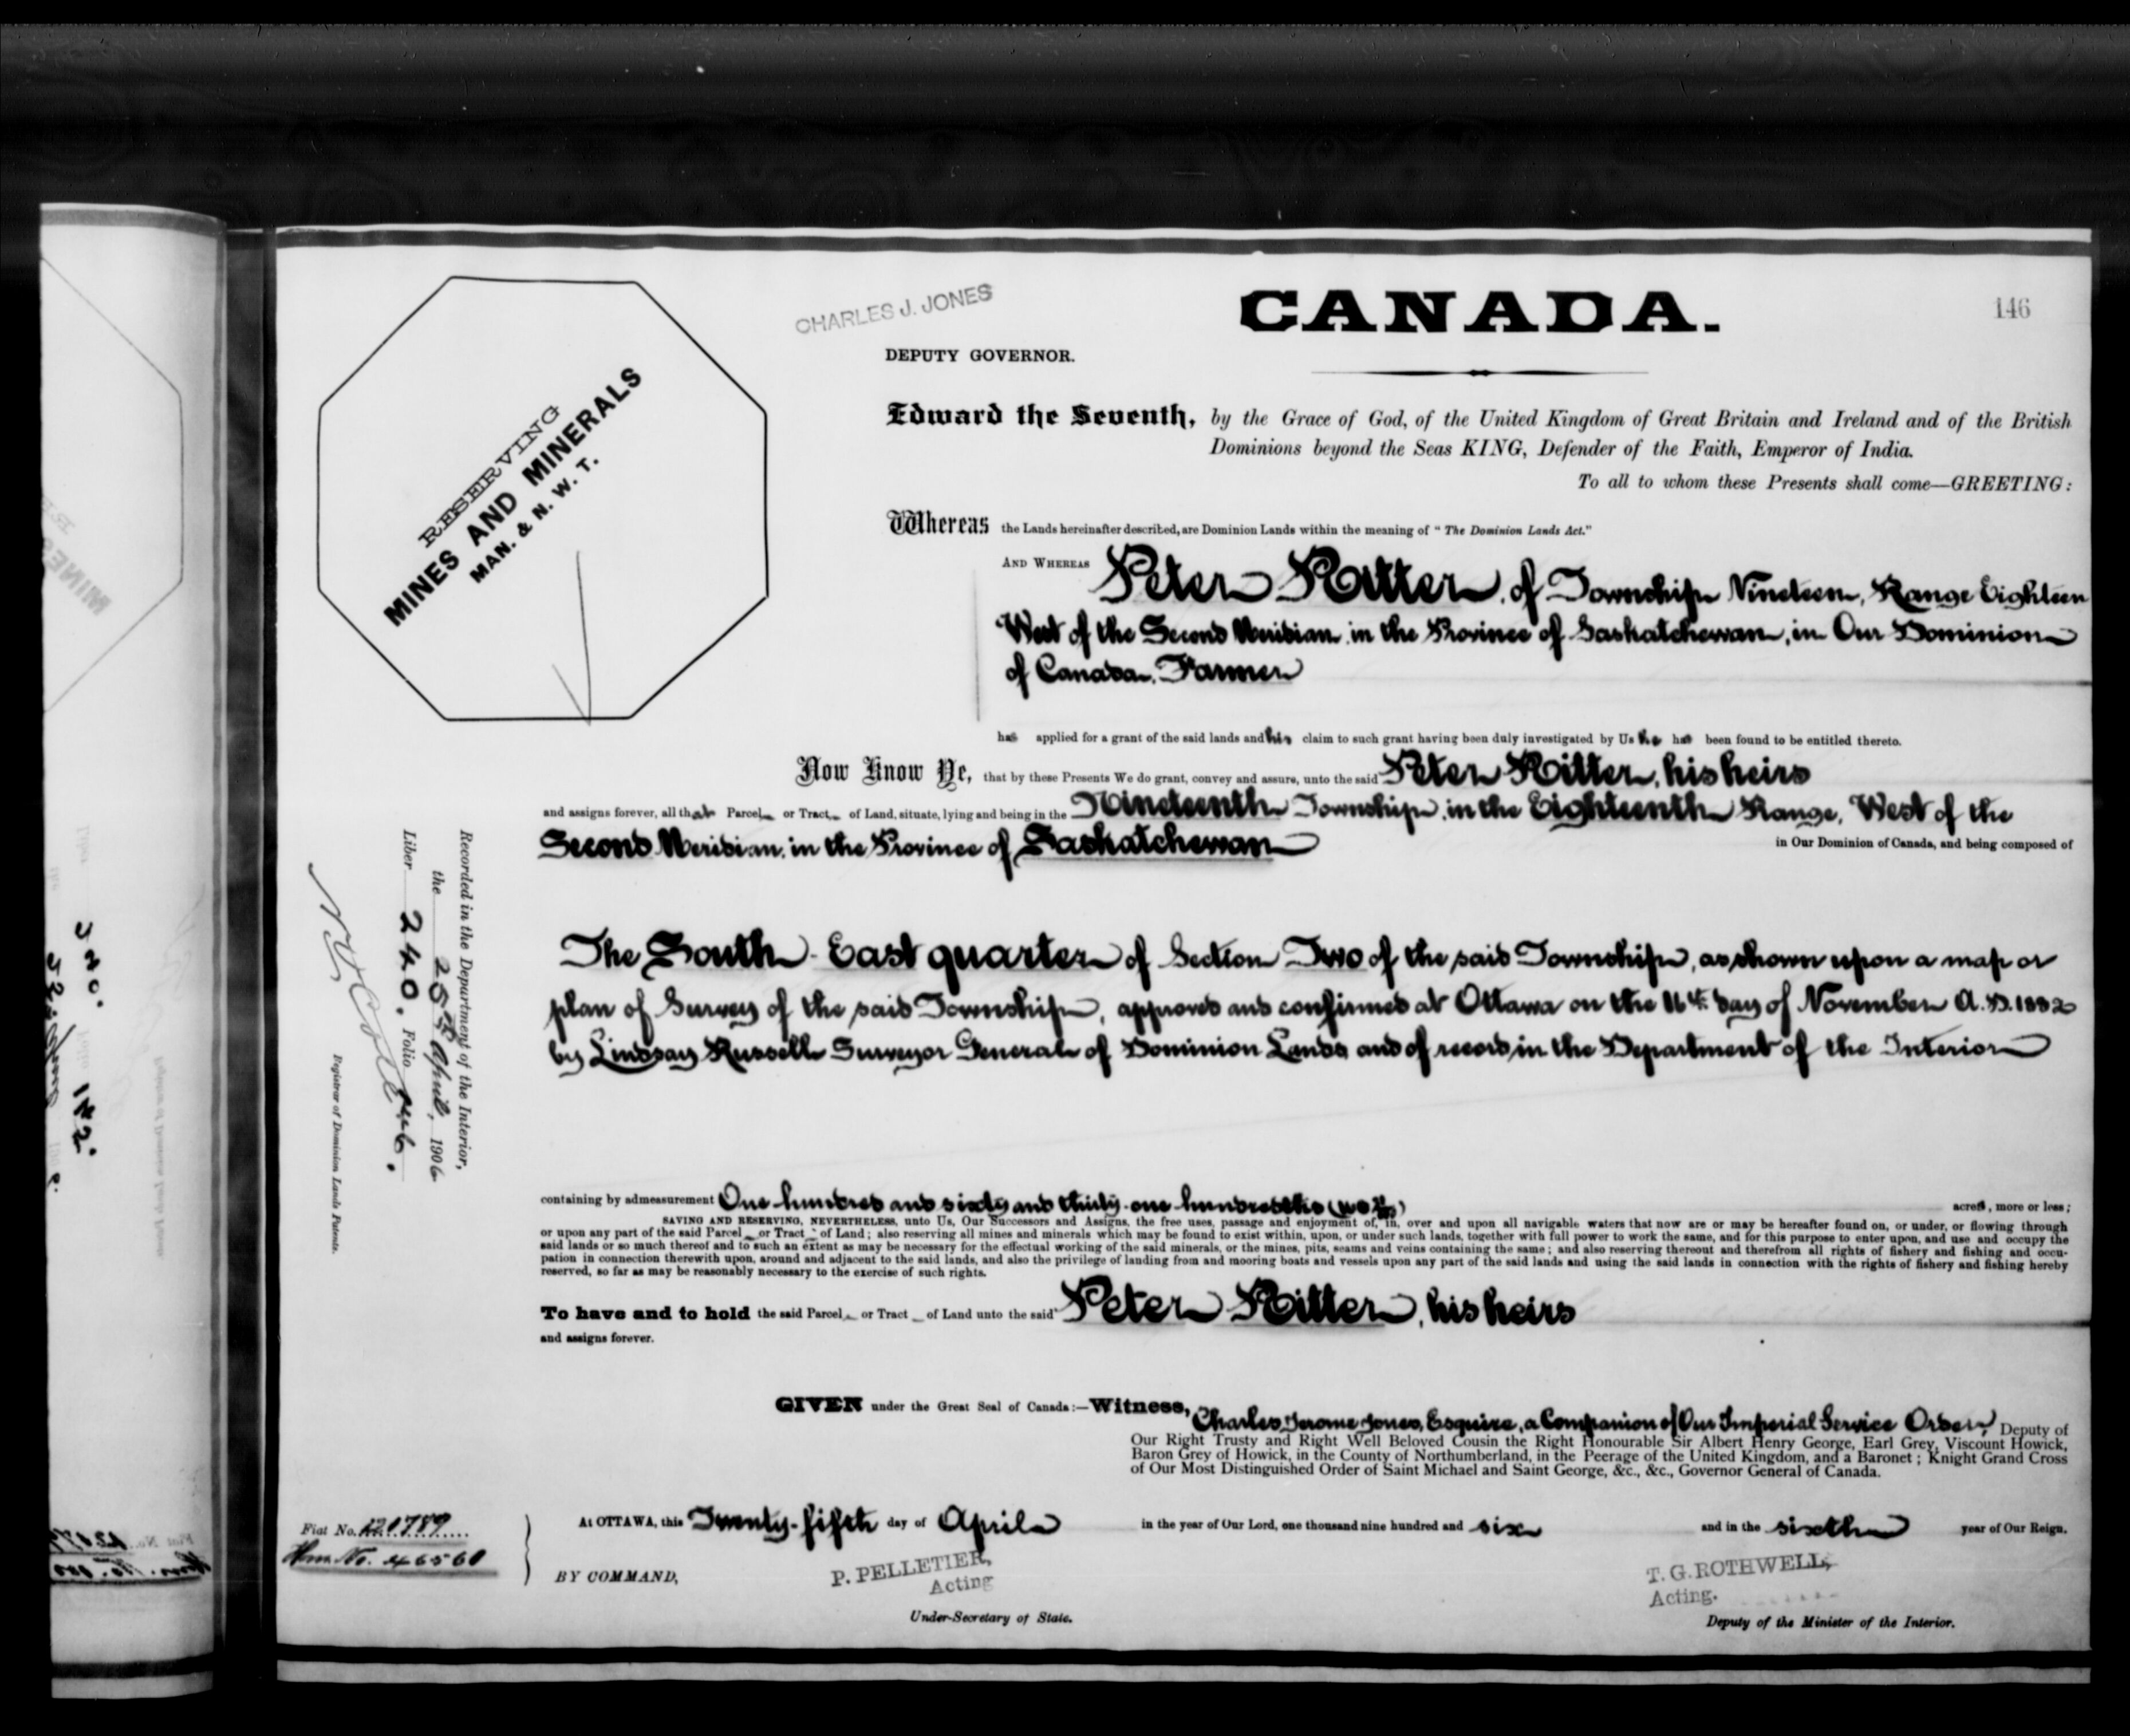 CHARLES J. JONES
CANADA.
146
DEPUTY GOVERNOR.
RESERVING
MINES AND MINERALS
MAN. & N. W. T.
Edward the Seventh, by the Grace of God, of the United Kingdom of Great Britain and Ireland and of the British
Dominions beyond the Seas KING, Defender of the Faith, Emperor of India.
To all to whom these Presents shall come—GREETING:
Whereas the Lands hereinafter described, are Dominion Lands within the meaning of "The Dominion Lands Act."
AND WHEREAS Peter Ritter, of Township Nineteen, Range Eighteen
West of the Second Meridian, in the Province of Saskatchewan, in Our Dominion
of Canada, Farmer
has applied for a grant of the said lands and his claim to such grant having been duly investigated by Us he has been found to be entitled thereto.
Now Know Ye, that by these Presents We do grant, convey and assure, unto the said Peter Ritter, his heirs
and assigns forever, all that Parcel or Tract of Land, situate, lying and being in the Nineteenth Township, in the Eighteenth Range, West of the
Second Meridian, in the Province of Saskatchewan
in Our Dominion of Canada, and being composed of
The South-East quarter of Section Two of the said Township, as shown upon a map or
plan of Survey of the said Township, approved and confirmed at Ottawa on the 16th day of November A.D. 1882
by Lindsay Russell Surveyor General of Dominion Lands and of record in the Department of the Interior
containing by admeasurement One hundred and sixty and thirty-one hundredths acres, more or less;
SAVING AND RESERVING, NEVERTHELESS, unto Us, Our Successors and Assigns, the free uses, passage and enjoyment of, in, over and upon all navigable waters that now are or may be hereafter found on, or under, or flowing through
or upon any part of the said Parcel or Tract of Land; also reserving all mines and minerals which may be found to exist within, upon, or under such lands, together with full power to work the same, and for this purpose to enter upon, and use and occupy the
said lands or so much thereof and to such an extent as may be necessary for the effectual working of the said minerals, or the mines, pits, seams and veins containing the same; and also reserving thereout and therefrom all rights of fishery and fishing and occu-
pation in connection therewith upon, around and adjacent to the said lands, and also the privilege of landing from and mooring boats and vessels upon any part of the said lands and using the said lands in connection with the rights of fishery and fishing hereby
reserved, so far as may be reasonably necessary to the exercise of such rights.
To have and to hold the said Parcel or Tract of Land unto the said Peter Ritter, his heirs
and assigns forever.
GIVEN under the Great Seal of Canada:—Witness, Charles Jerome Jones, Esquire, a Companion of Our Imperial Service Order, Deputy of
Our Right Trusty and Right Well Beloved Cousin the Right Honourable Sir Albert Henry George, Earl Grey, Viscount Howick,
Baron Grey of Howick, in the County of Northumberland, in the Peerage of the United Kingdom, and a Baronet; Knight Grand Cross
of Our Most Distinguished Order of Saint Michael and Saint George, &c., &c., Governor General of Canada.
At OTTAWA, this Twenty-fifth day of April in the year of Our Lord, one thousand nine hundred and six and in the sixth year of Our Reign.
BY COMMAND,
P. PELLETIER,
Acting
Under-Secretary of State.
T. G. ROTHWELL,
Acting.
Deputy of the Minister of the Interior.
Fiat No. 120789
Hm. No. 46560
Recorded in the Department of the Interior,
the 25th April, 1906
Liber 240. Folio 146.
Registrar of Dominion Lands Patents.